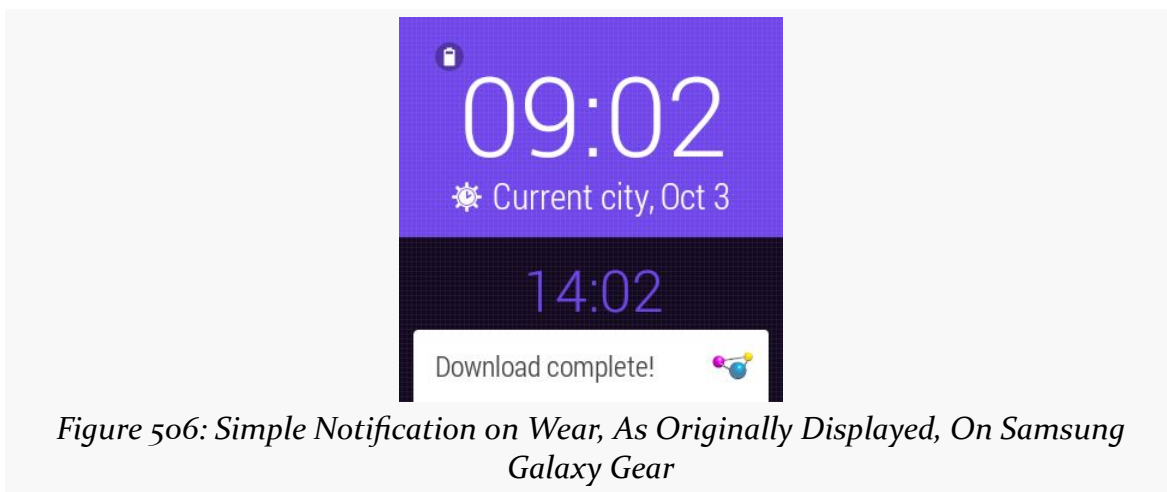 09:02
Current city, Oct 3
14:02
Download complete!
Figure 506: Simple Notification on Wear, As Originally Displayed, On Samsung
Galaxy Gear